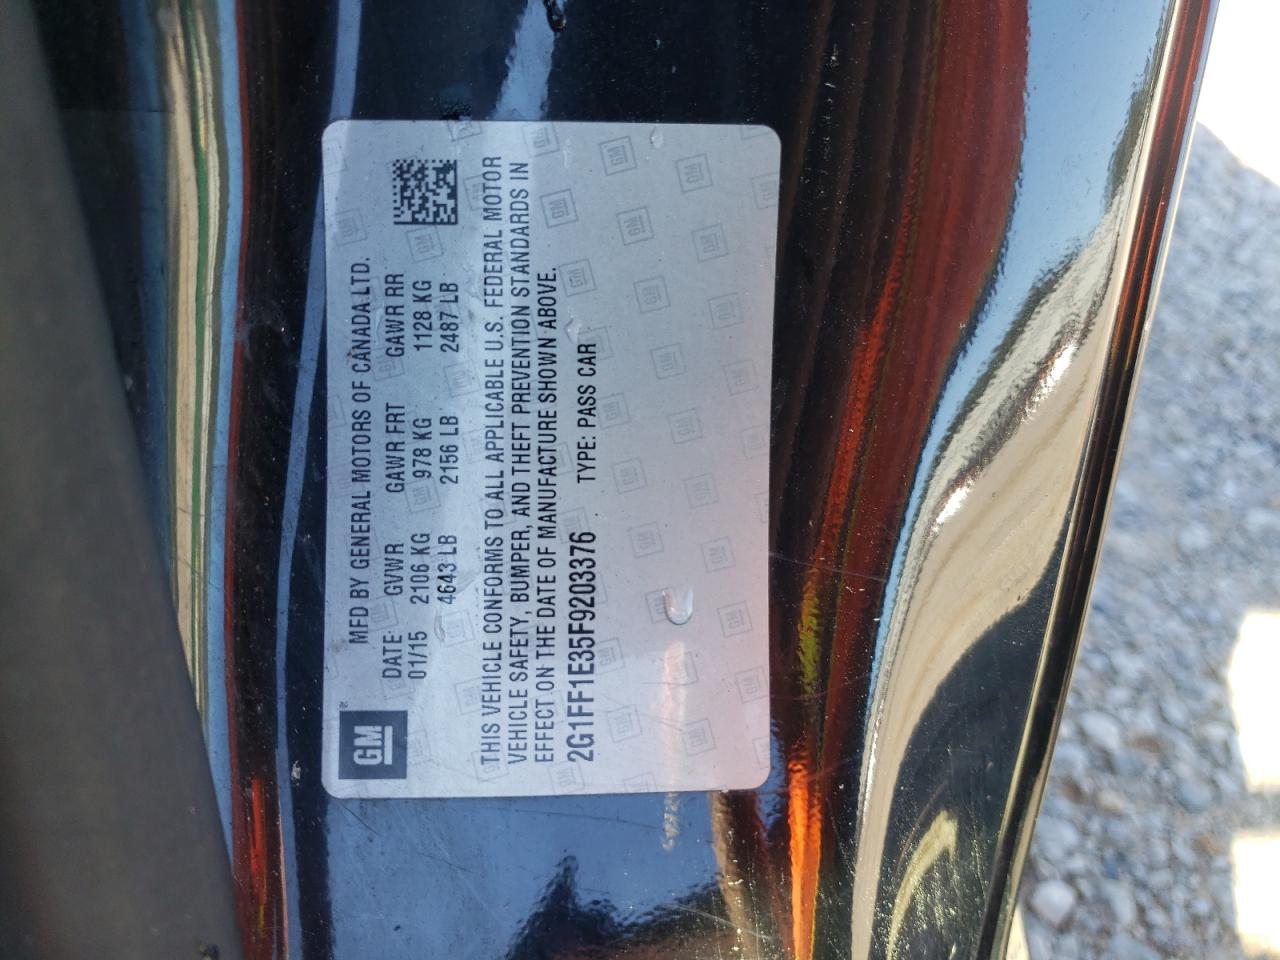 GM
MFD BY GENERAL MOTORS OF CANADA LTD.
DATE GVWR GAWR FRT GAWR RR
01/15 2106 KG 978 KG 1128 KG
4643 LB 2156 LB 2487 LB
THIS VEHICLE CONFORMS TO ALL APPLICABLE U.S. FEDERAL MOTOR
VEHICLE SAFETY, BUMPER, AND THEFT PREVENTION STANDARDS IN
EFFECT ON THE DATE OF MANUFACTURE SHOWN ABOVE.
2G1FF1E35F9203376 TYPE: PASS CAR